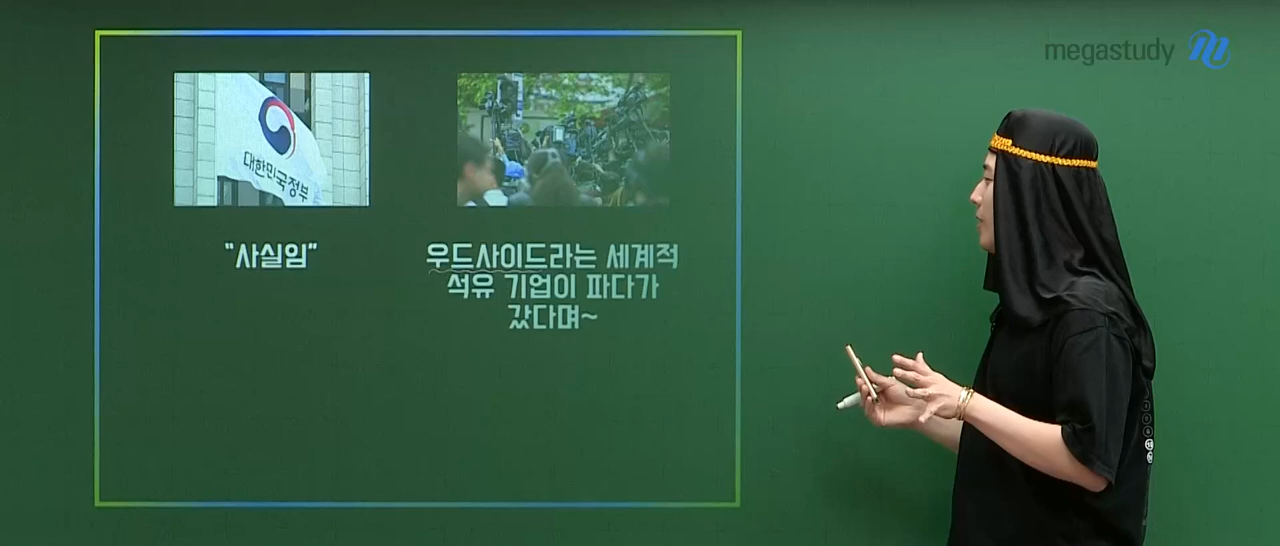 megastudy
대한민국정부
"사실임"
우드사이드라는 세계적
석유 기업이 파다가
갔다며~